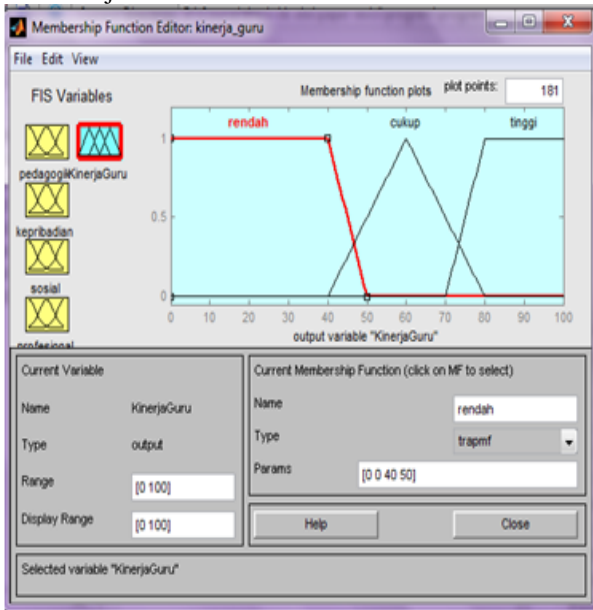 Membership Function Editor: kinerja_guru
File Edit View
FIS Variables
pedagogik
KinerjaGuru
kepribadian
sosial
profesional
Membership function plots
plot points:
181
rendah
cukup
tinggi
1
0.5
0
0 10 20 30 40 50 60 70 80 90 100
output variable "KinerjaGuru"
Current Variable
Name KinerjaGuru
Type output
Range [0 100]
Display Range [0 100]
Current Membership Function (click on MF to select)
Name rendah
Type trapmf
Params [0 0 40 50]
Help
Close
Selected variable "KinerjaGuru"